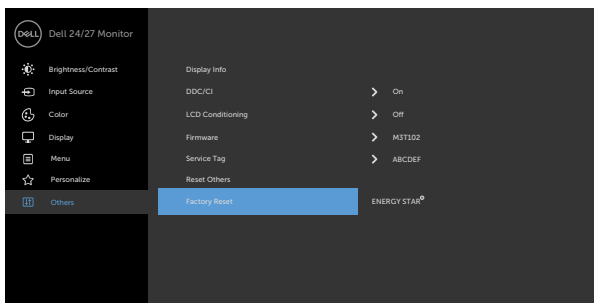 DELL
Dell 24/27 Monitor
Brightness/Contrast
Input Source
Color
Display
Menu
Personalize
Others
Display Info
DDC/CI On
LCD Conditioning Off
Firmware M3T102
Service Tag ABCDEF
Reset Others
Factory Reset ENERGY STAR